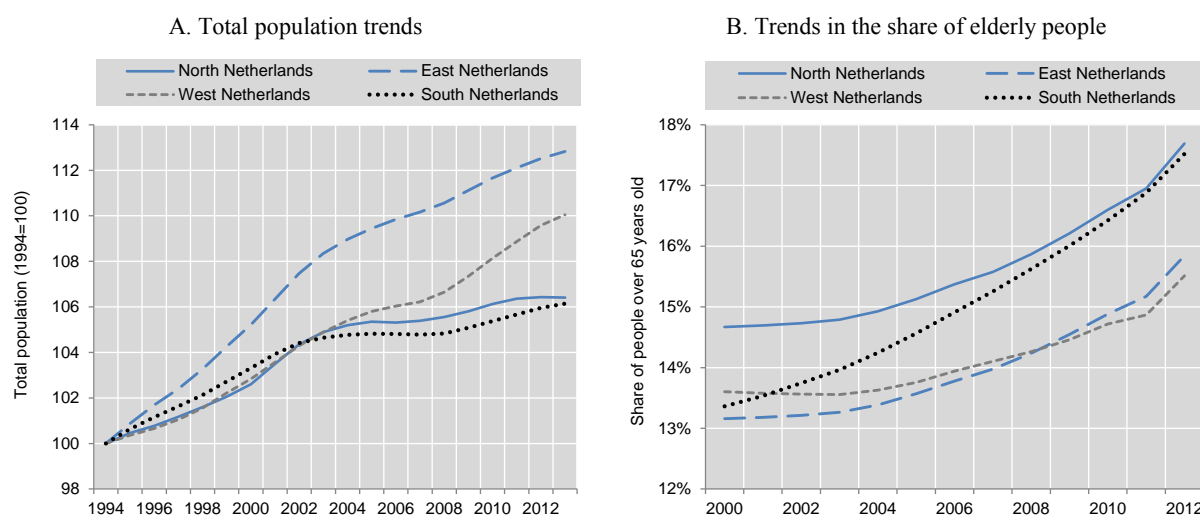 A. Total population trends
North Netherlands
East Netherlands
West Netherlands
South Netherlands
Total population (1994=100)
114
112
110
108
106
104
102
100
98
1994 1996 1998 2000 2002 2004 2006 2008 2010 2012
B. Trends in the share of elderly people
North Netherlands
East Netherlands
West Netherlands
South Netherlands
Share of people over 65 years old
18%
17%
16%
15%
14%
13%
12%
2000 2002 2004 2006 2008 2010 2012